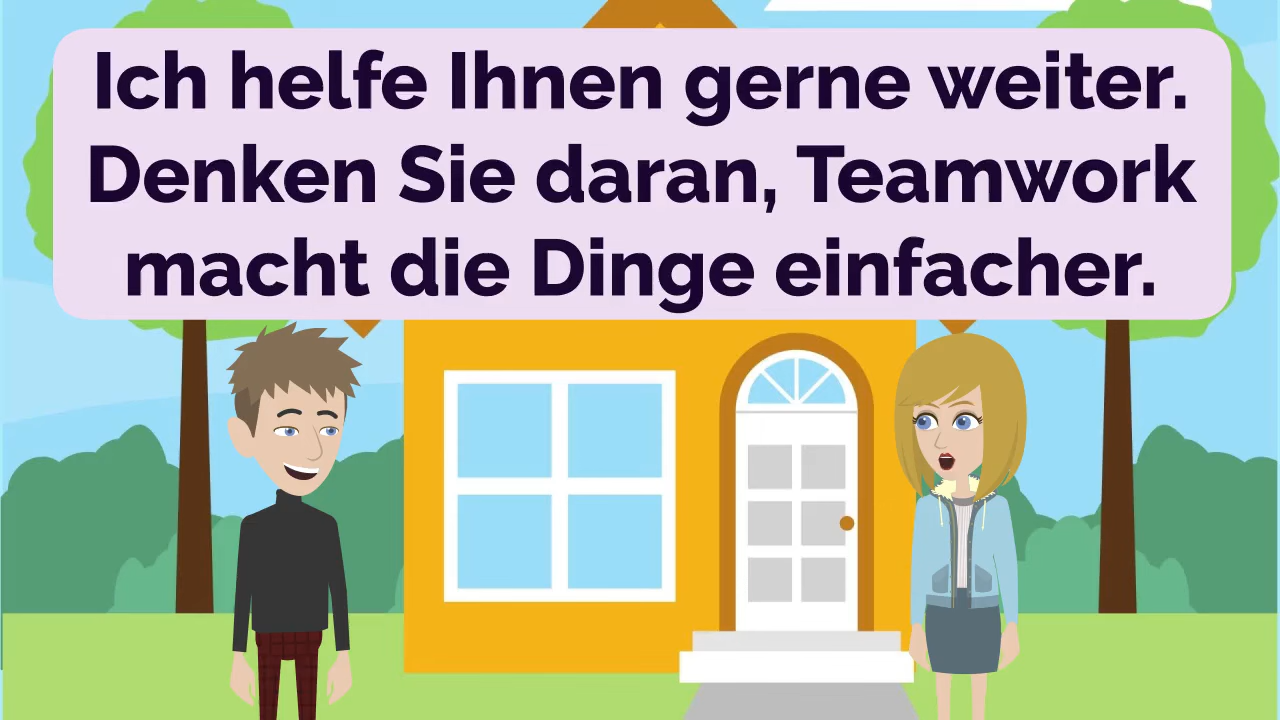 Ich helfe Ihnen gerne weiter.
Denken Sie daran, Teamwork
macht die Dinge einfacher.